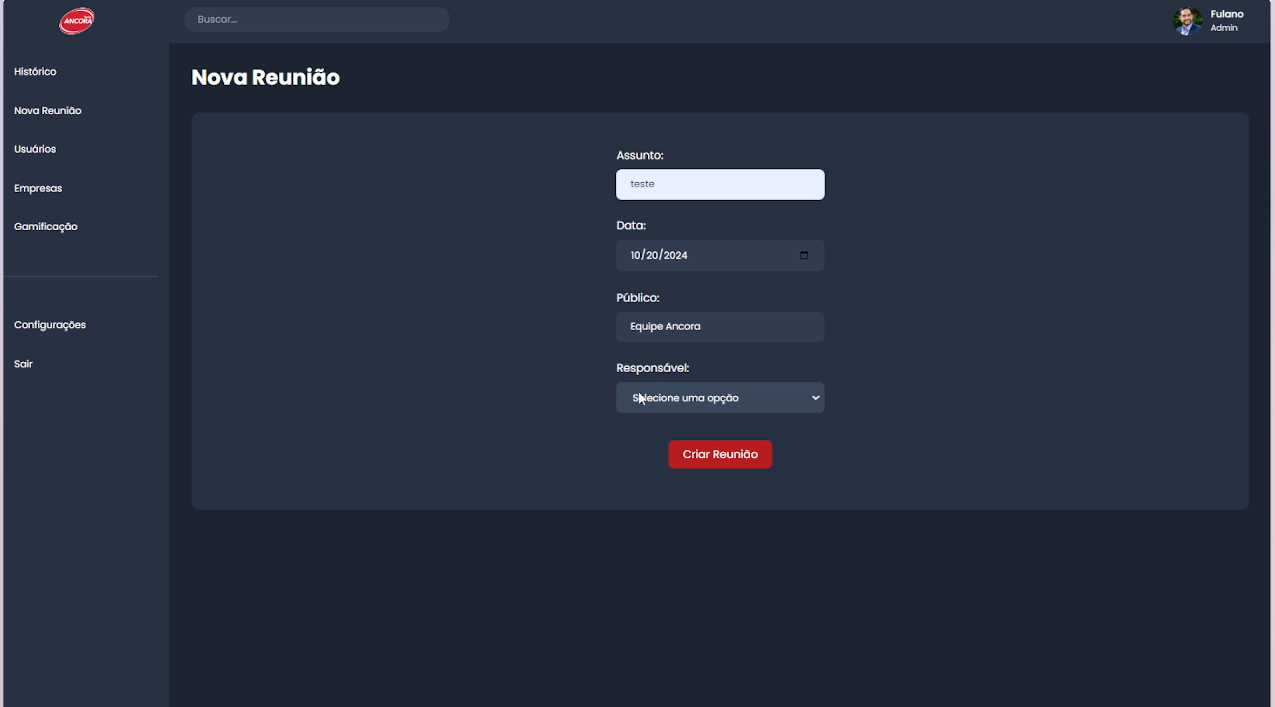 ANCORA
Buscar...
Fulano
Admin
Histórico
Nova Reunião
Usuários
Empresas
Gamificação
Configurações
Sair
Nova Reunião
Assunto:
teste
Data:
10/20/2024
Público:
Equipe Ancora
Responsável:
Selecione uma opção
Criar Reunião